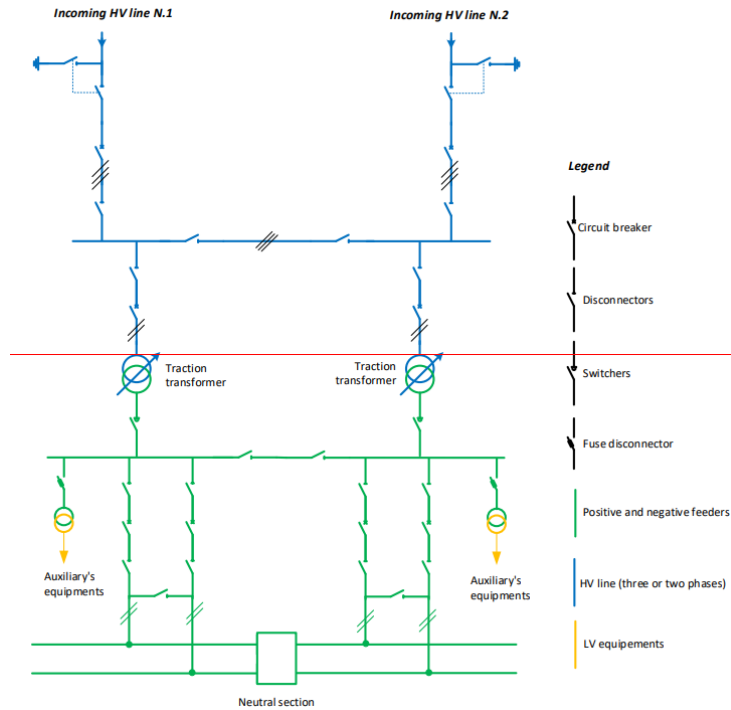 Incoming HV line N.1
Incoming HV line N.2
Legend
Circuit breaker
Disconnectors
Traction
transformer
Traction
transformer
Switchers
Fuse disconnector
Positive and negative feeders
Auxiliary's
equipments
Auxiliary's
equipments
HV line (three or two phases)
LV equipements
Neutral section